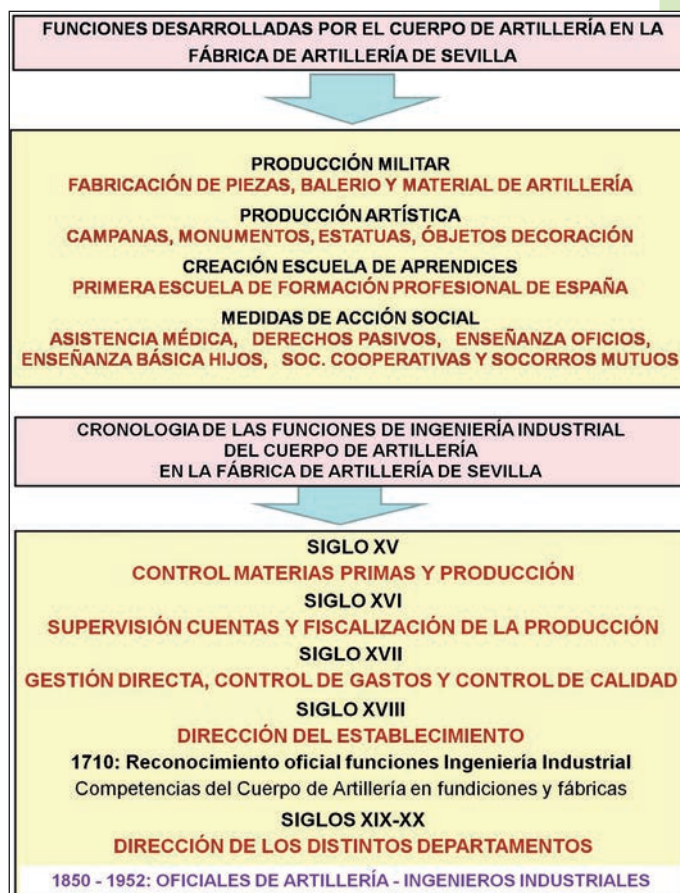 FUNCIONES DESARROLLADAS POR EL CUERPO DE ARTILLERÍA EN LA
FÁBRICA DE ARTILLERÍA DE SEVILLA
PRODUCCIÓN MILITAR
FABRICACIÓN DE PIEZAS, BALERIO Y MATERIAL DE ARTILLERÍA
PRODUCCIÓN ARTÍSTICA
CAMPANAS, MONUMENTOS, ESTATUAS, ÓBJETOS DECORACIÓN
CREACIÓN ESCUELA DE APRENDICES
PRIMERA ESCUELA DE FORMACIÓN PROFESIONAL DE ESPAÑA
MEDIDAS DE ACCIÓN SOCIAL
ASISTENCIA MÉDICA, DERECHOS PASIVOS, ENSEÑANZA OFICIOS,
ENSEÑANZA BÁSICA HIJOS, SOC. COOPERATIVAS Y SOCORROS MUTUOS
CRONOLOGIA DE LAS FUNCIONES DE INGENIERÍA INDUSTRIAL
DEL CUERPO DE ARTILLERÍA
EN LA FÁBRICA DE ARTILLERÍA DE SEVILLA
SIGLO XV
CONTROL MATERIAS PRIMAS Y PRODUCCIÓN
SIGLO XVI
SUPERVISIÓN CUENTAS Y FISCALIZACIÓN DE LA PRODUCCIÓN
SIGLO XVII
GESTIÓN DIRECTA, CONTROL DE GASTOS Y CONTROL DE CALIDAD
SIGLO XVIII
DIRECCIÓN DEL ESTABLECIMIENTO
1710: Reconocimiento oficial funciones Ingeniería Industrial
Competencias del Cuerpo de Artillería en fundiciones y fábricas
SIGLOS XIX-XX
DIRECCIÓN DE LOS DISTINTOS DEPARTAMENTOS
1850 - 1952: OFICIALES DE ARTILLERÍA - INGENIEROS INDUSTRIALES